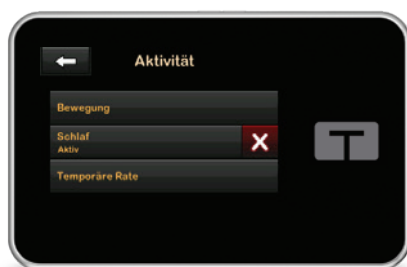 Aktivität
Bewegung
Schlaf
Aktiv
Temporäre Rate